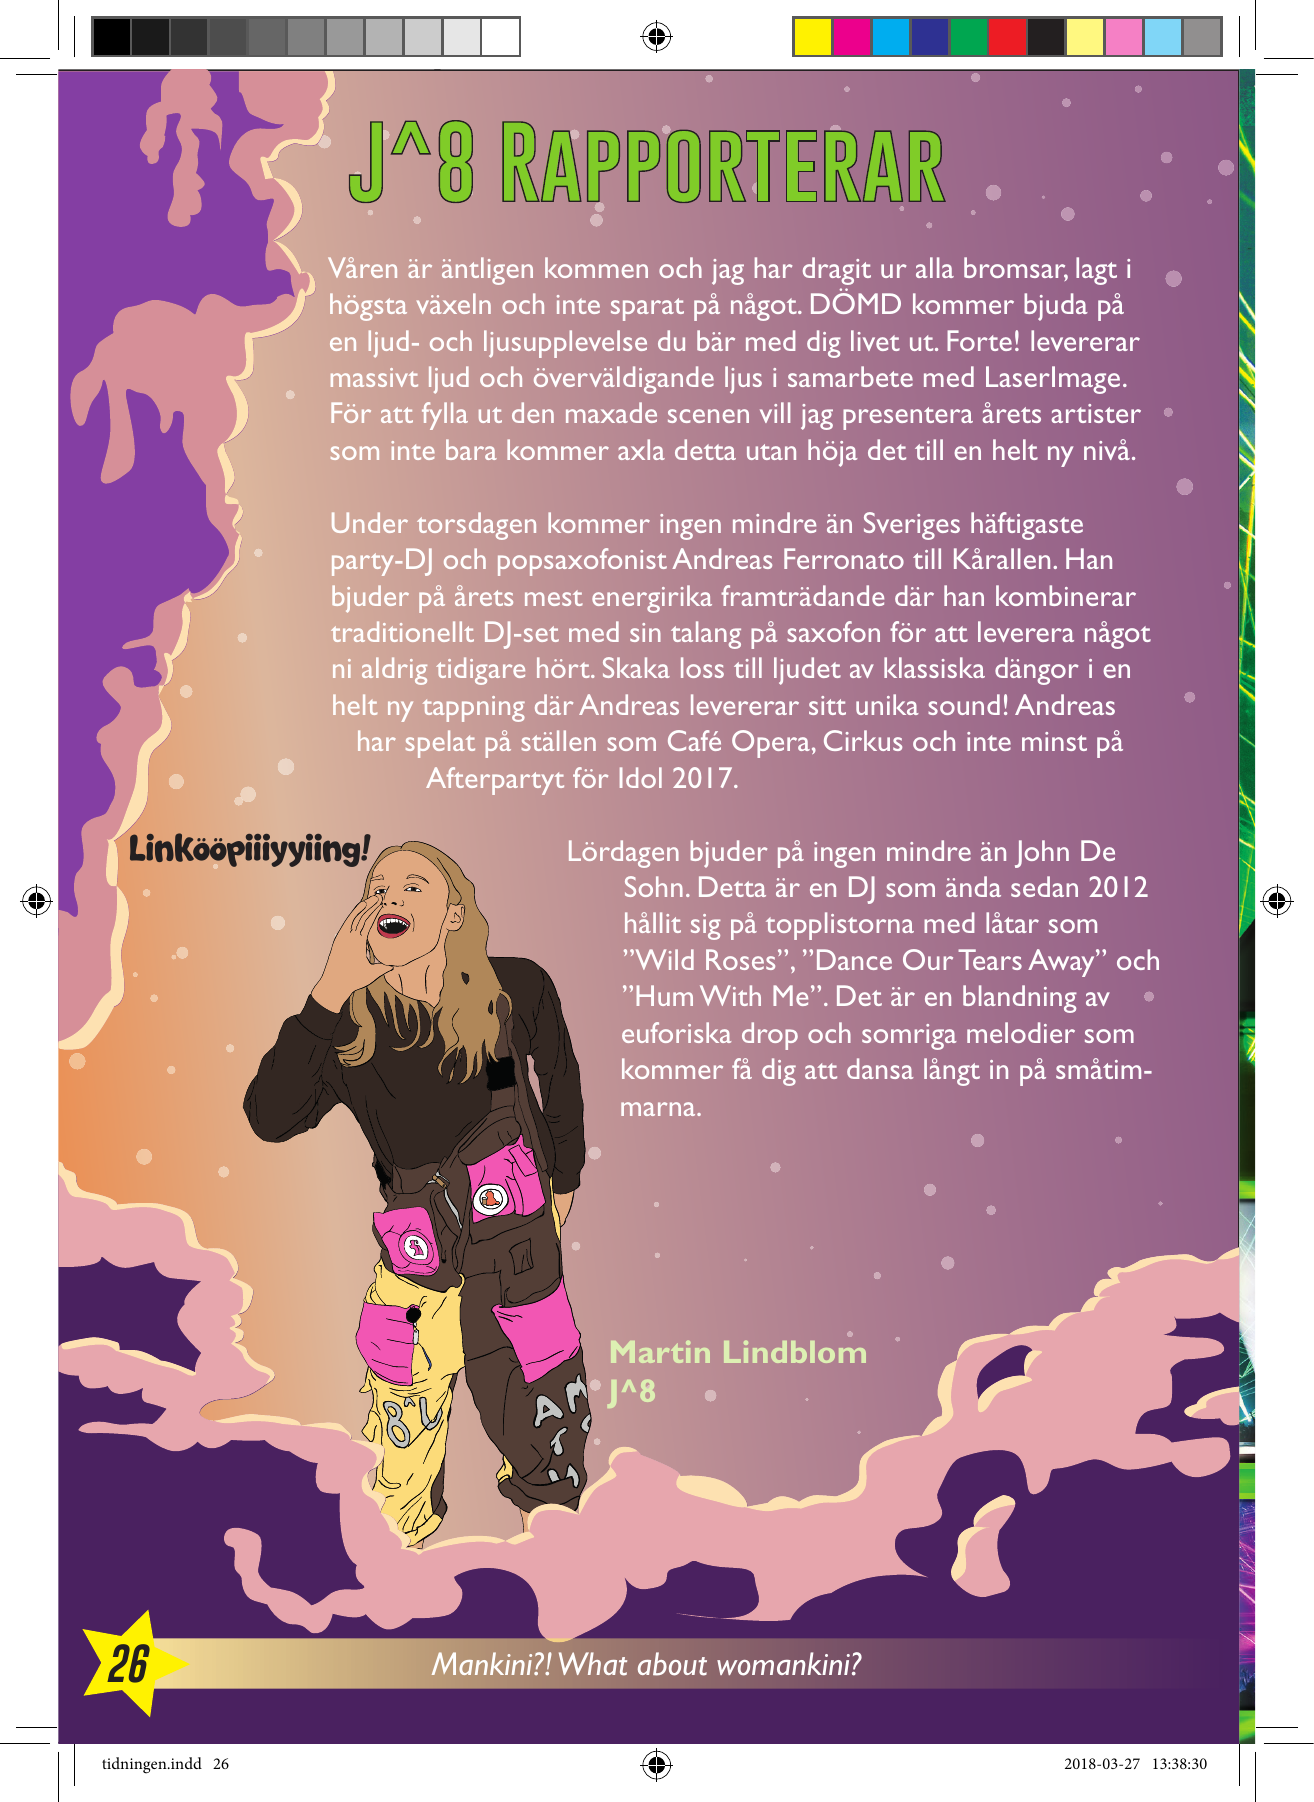 J^8 Rapporterar
Våren är äntligen kommen och jag har dragit ur alla bromsar, lagt i
högsta växeln och inte sparat på något. DÖMD kommer bjuda på
en ljud- och ljusupplevelse du bär med dig livet ut. Forte! levererar
massivt ljud och överväldigande ljus i samarbete med LaserImage.
För att fylla ut den maxade scenen vill jag presentera årets artister
som inte bara kommer axla detta utan höja det till en helt ny nivå.
Under torsdagen kommer ingen mindre än Sveriges häftigaste
party-DJ och popsaxofonist Andreas Ferronato till Kårallen. Han
bjuder på årets mest energirika framträdande där han kombinerar
traditionellt DJ-set med sin talang på saxofon för att leverera något
ni aldrig tidigare hört. Skaka loss till ljudet av klassiska dängor i en
helt ny tappning där Andreas levererar sitt unika sound! Andreas
har spelat på ställen som Café Opera, Cirkus och inte minst på
Afterpartyt för Idol 2017.
Linkööpiiiyyiing!
Lördagen bjuder på ingen mindre än John De
Sohn. Detta är en DJ som ända sedan 2012
hållit sig på topplistorna med låtar som
”Wild Roses”, ”Dance Our Tears Away” och
”Hum With Me”. Det är en blandning av
euforiska drop och somriga melodier som
kommer få dig att dansa långt in på småtim-
marna.
Martin Lindblom
J^8
26
Mankini?! What about womankini?
tidningen.indd 26
2018-03-27 13:38:30